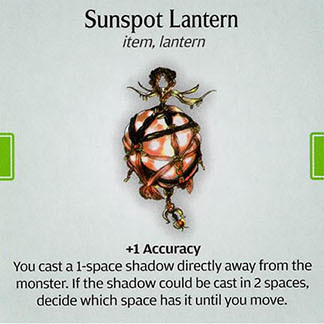 Sunspot Lantern
item, lantern
+1 Accuracy
You cast a 1-space shadow directly away from the
monster. If the shadow could be cast in 2 spaces,
decide which space has it until you move.